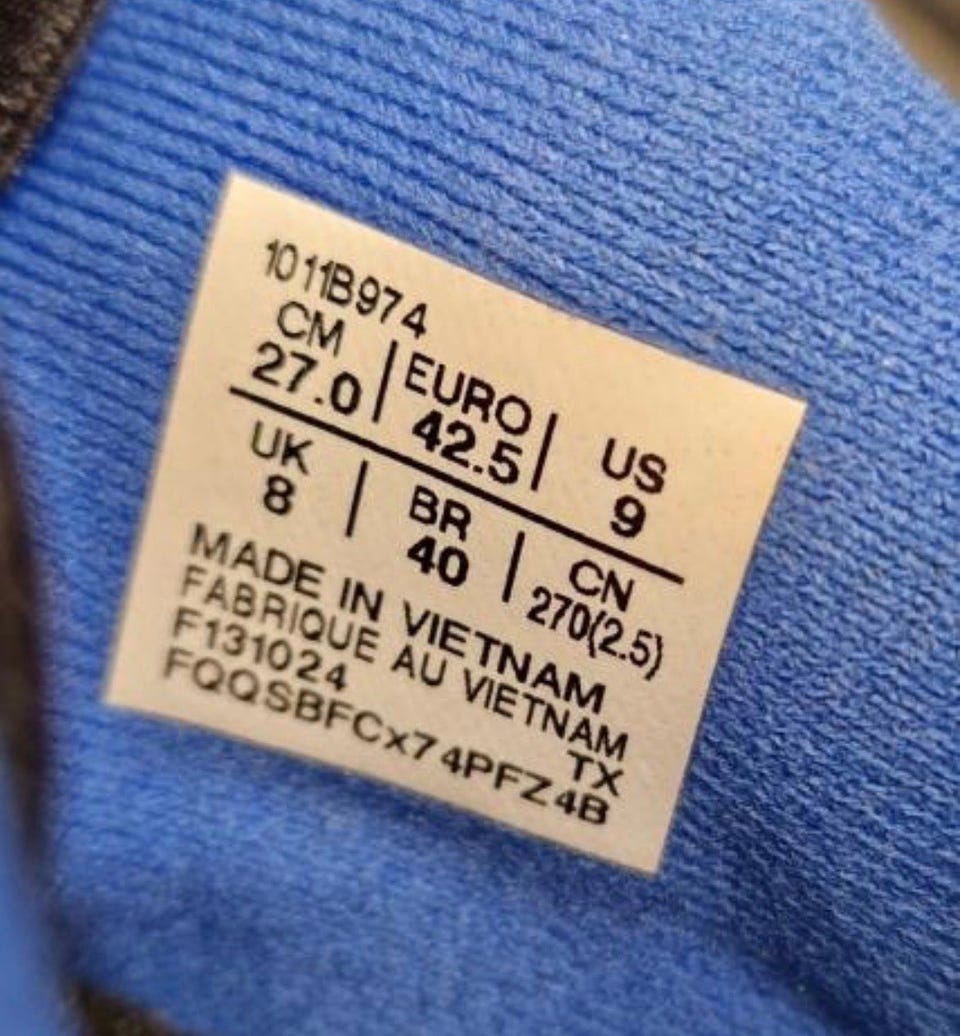 1011B974
CM | EURO | US
27.0 | 42.5 | 9
UK | BR | CN
8 | 40 | 270(2.5)
MADE IN VIETNAM
FABRIQUE AU VIETNAM
F131024 TX
FQQSBFCx74PFZ4B